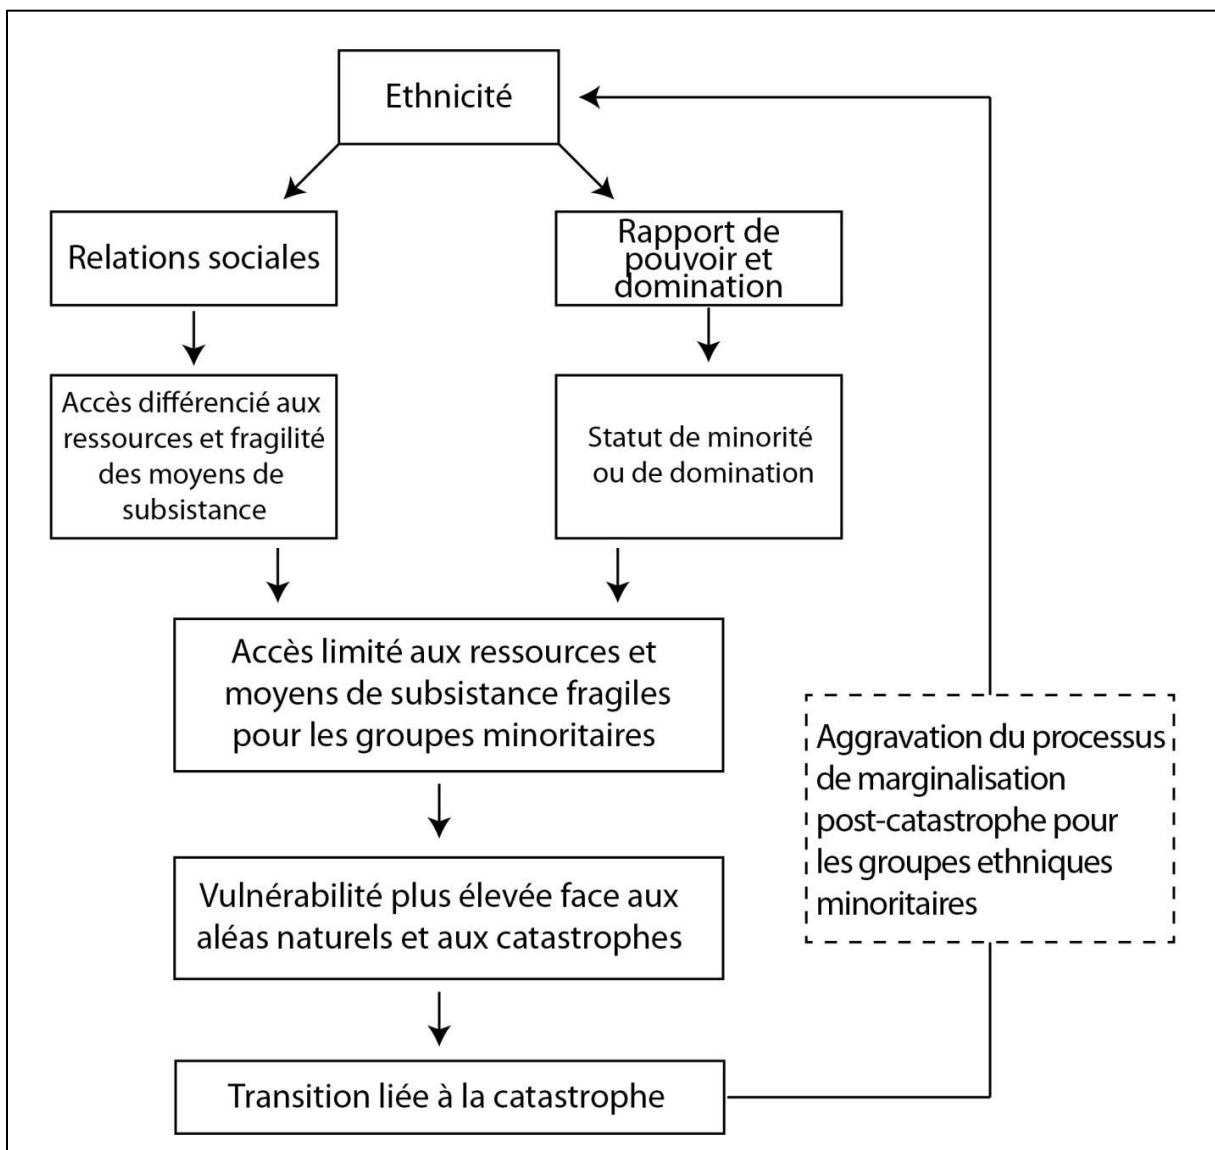 Ethnicité
Relations sociales
Rapport de
pouvoir et
domination
Accès différencié aux
ressources et fragilité
des moyens de
subsistance
Statut de minorité
ou de domination
Accès limité aux ressources et
moyens de subsistance fragiles
pour les groupes minoritaires
Aggravation du processus
de marginalisation
post-catastrophe pour
les groupes ethniques
minoritaires
Vulnérabilité plus élevée face aux
aléas naturels et aux catastrophes
Transition liée à la catastrophe